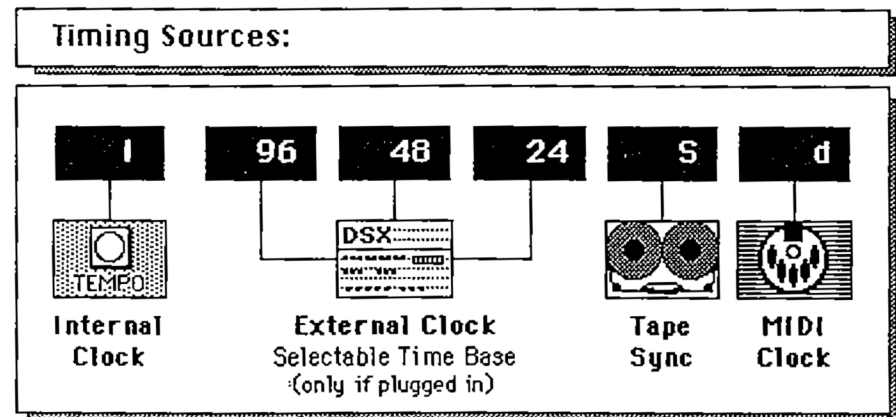 Timing Sources:
I 96 48 24 S d
DSX
TEMPO
Internal Clock
External Clock
Selectable Time Base
(only if plugged in)
Tape Sync
MIDI Clock